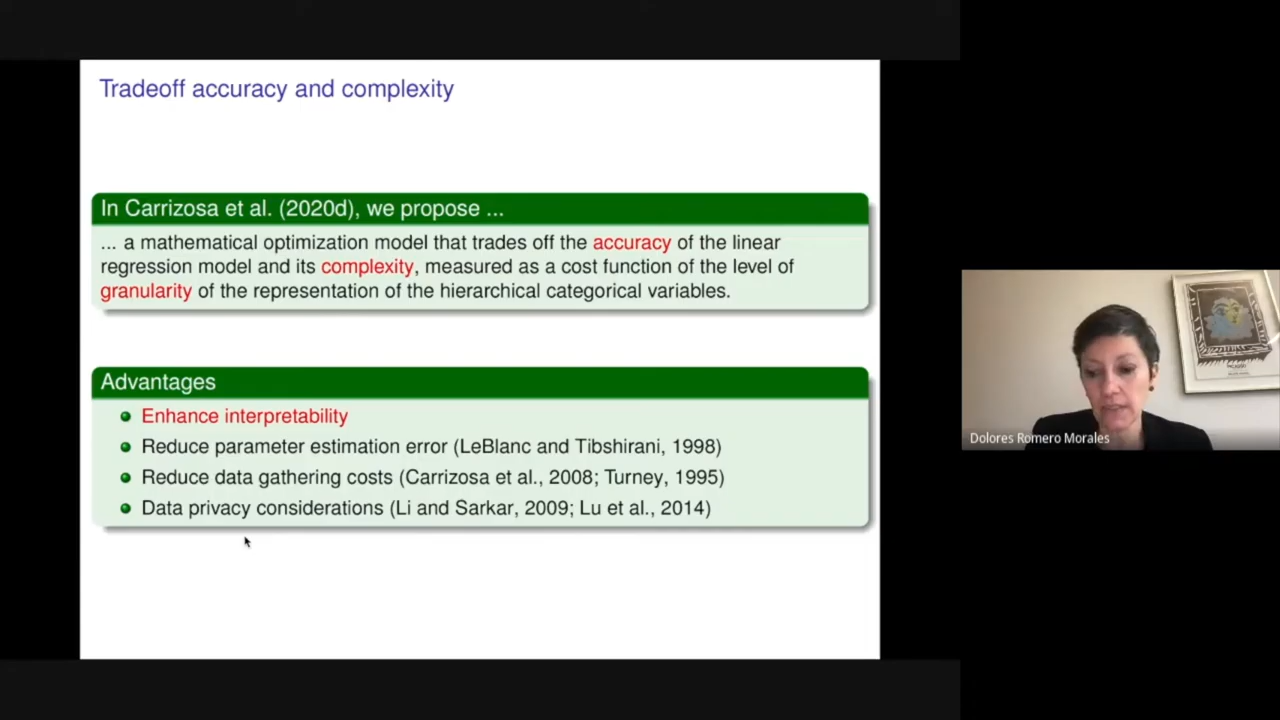 Tradeoff accuracy and complexity
In Carrizosa et al. (2020d), we propose ...
... a mathematical optimization model that trades off the accuracy of the linear
regression model and its complexity, measured as a cost function of the level of
granularity of the representation of the hierarchical categorical variables.
Advantages
Enhance interpretability
Reduce parameter estimation error (LeBlanc and Tibshirani, 1998)
Reduce data gathering costs (Carrizosa et al., 2008; Turney, 1995)
Data privacy considerations (Li and Sarkar, 2009; Lu et al., 2014)
Dolores Romero Morales